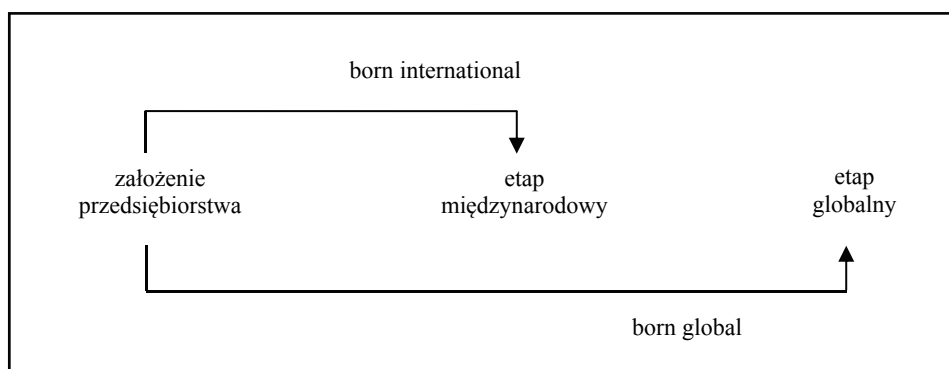 born international
założenie
przedsiębiorstwa
etap
międzynarodowy
etap
globalny
born global